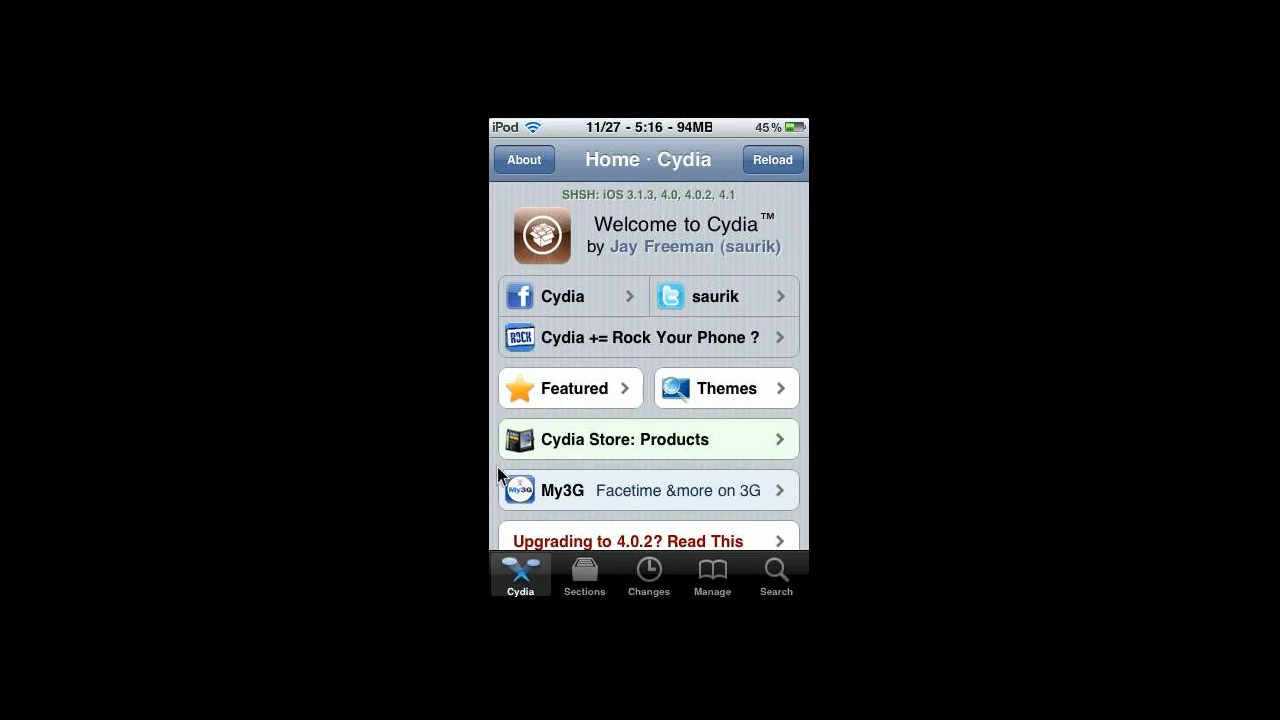 iPod 11/27 - 5:16 - 94MB 45%
About Home · Cydia Reload
SHSH: iOS 3.1.3, 4.0, 4.0.2, 4.1
Welcome to Cydia™
by Jay Freeman (saurik)
Cydia saurik
ROCK Cydia += Rock Your Phone ?
Featured Themes
Cydia Store: Products
My3G My3G Facetime &more on 3G
Upgrading to 4.0.2? Read This
Cydia Sections Changes Manage Search